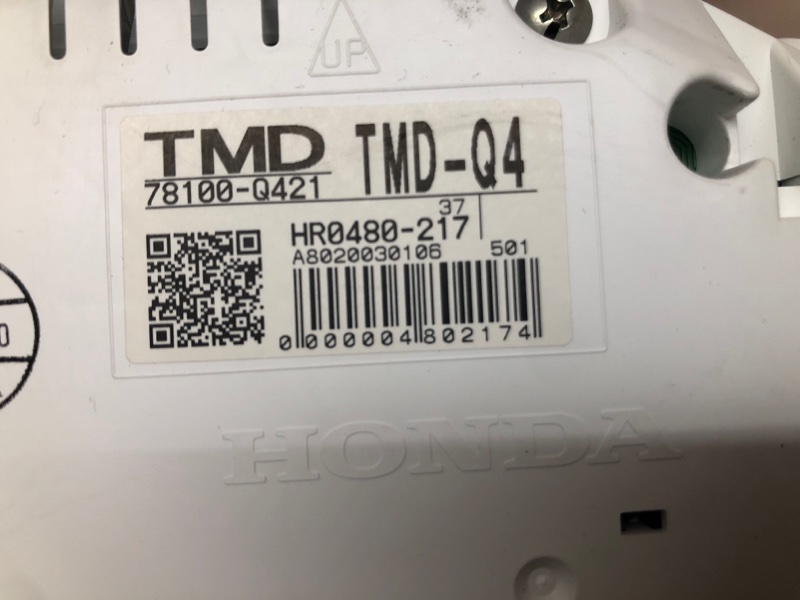 UP
TMD TMD-Q4
78100-Q421
37
HR0480-217
A8020030106 501
0 000004 802174
HONDA